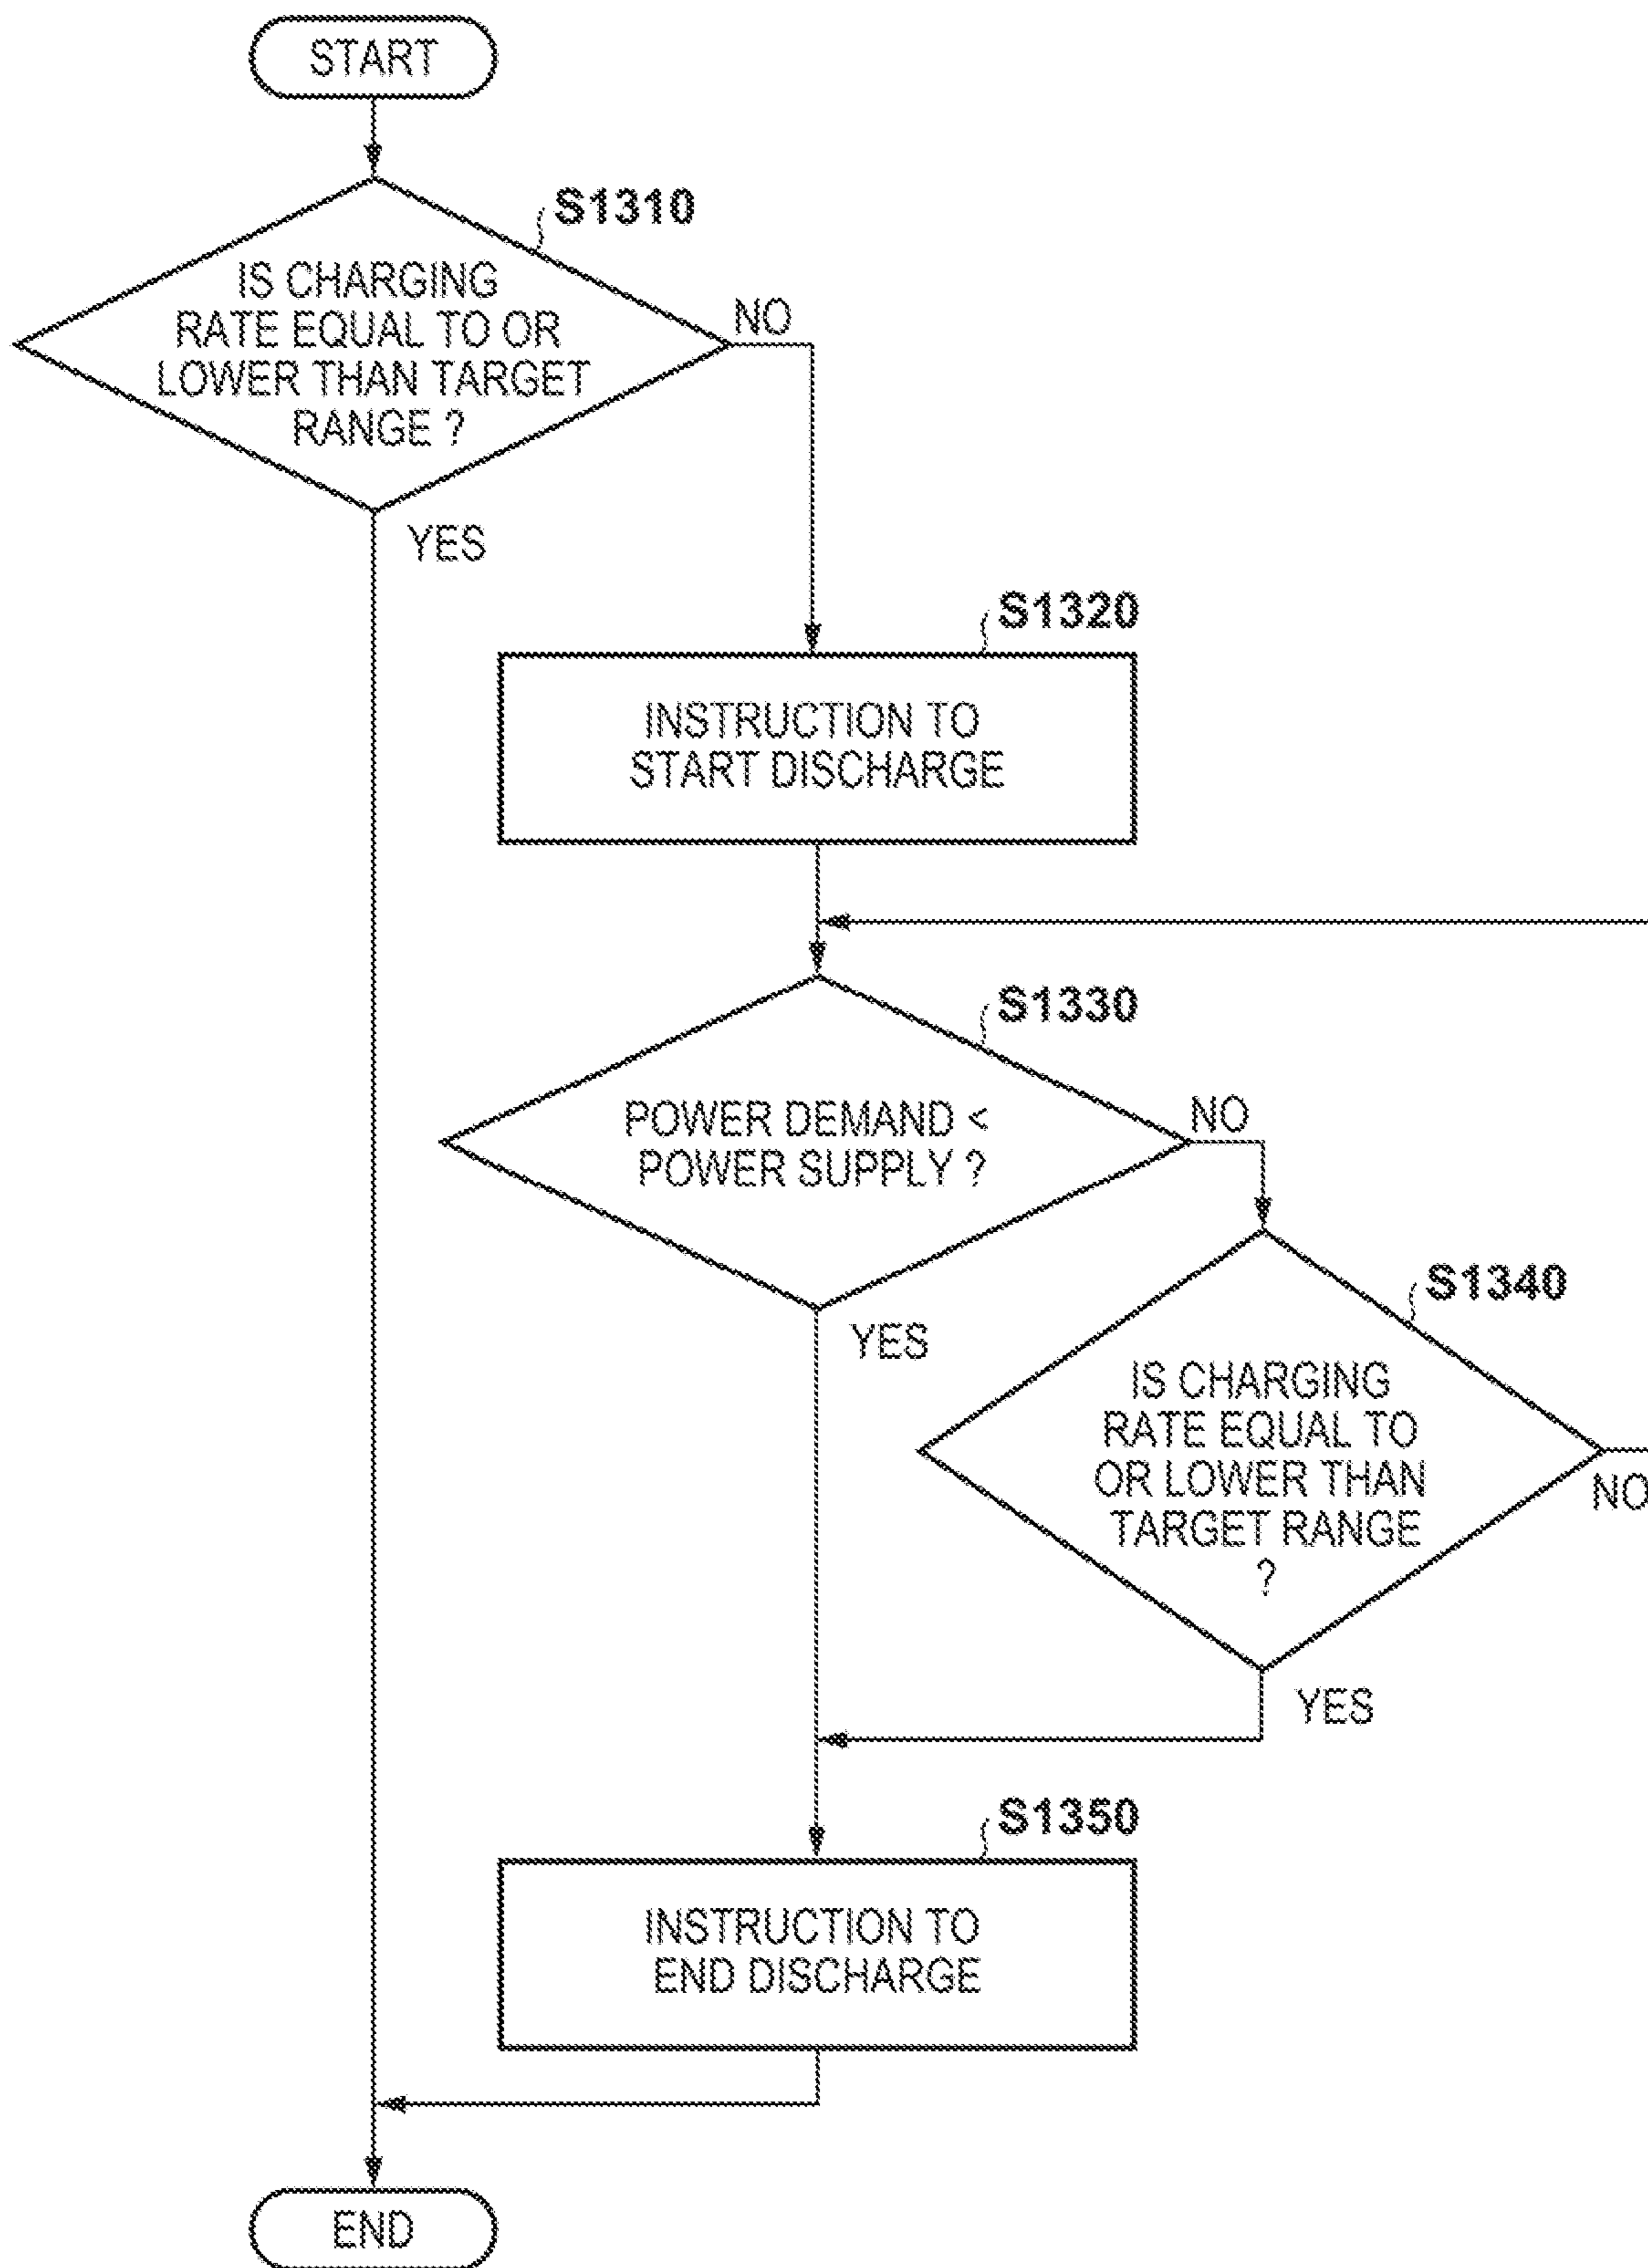 START
S1310
IS CHARGING
RATE EQUAL TO OR
LOWER THAN TARGET
RANGE ?
NO
YES
S1320
INSTRUCTION TO
START DISCHARGE
S1330
POWER DEMAND <
POWER SUPPLY ?
NO
YES
S1340
IS CHARGING
RATE EQUAL TO
OR LOWER THAN
TARGET RANGE
?
NO
YES
S1350
INSTRUCTION TO
END DISCHARGE
END